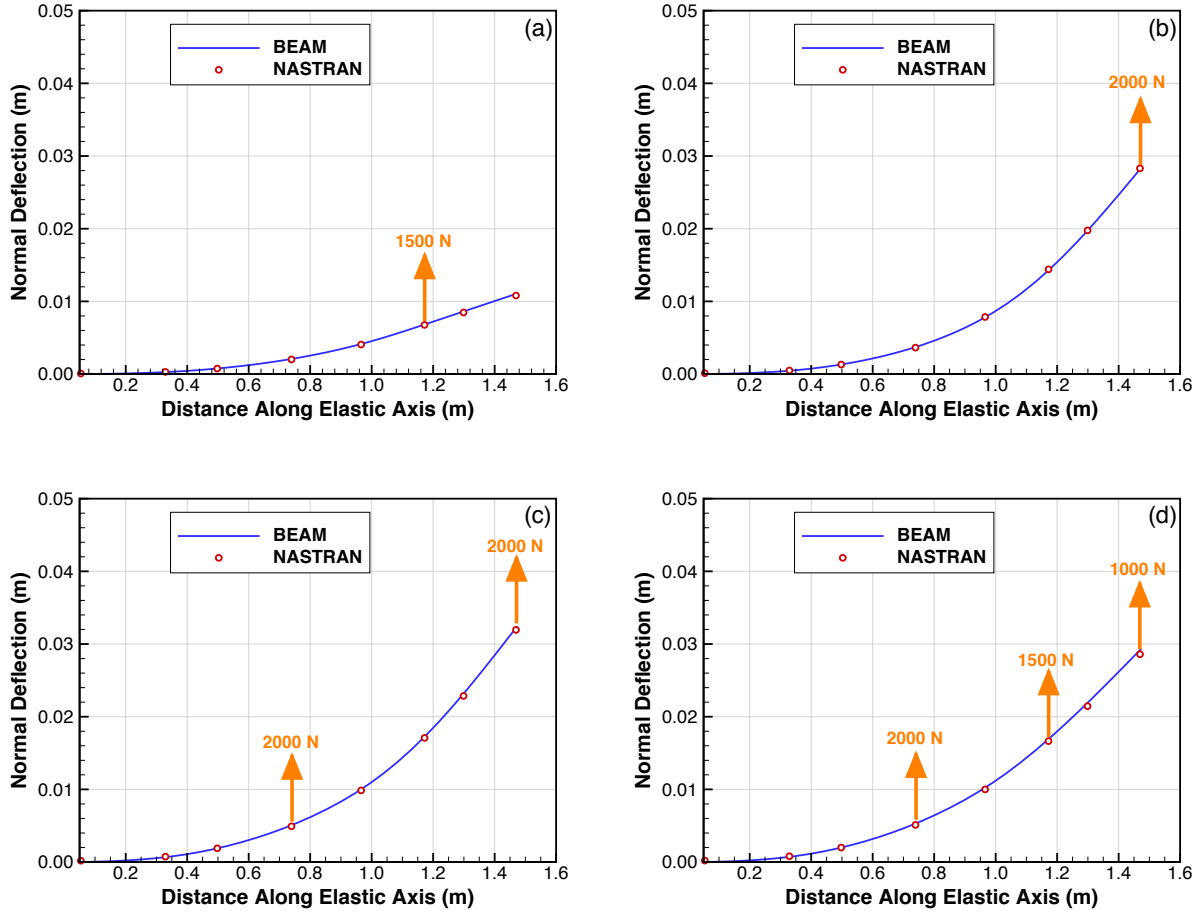 (a)
BEAM
NASTRAN
1500 N
Normal Deflection (m)
0.05
0.04
0.03
0.02
0.01
0.00
0.2 0.4 0.6 0.8 1.0 1.2 1.4 1.6
Distance Along Elastic Axis (m)
(b)
BEAM
NASTRAN
2000 N
Normal Deflection (m)
0.05
0.04
0.03
0.02
0.01
0.00
0.2 0.4 0.6 0.8 1.0 1.2 1.4 1.6
Distance Along Elastic Axis (m)
(c)
BEAM
NASTRAN
2000 N
2000 N
Normal Deflection (m)
0.05
0.04
0.03
0.02
0.01
0.00
0.2 0.4 0.6 0.8 1.0 1.2 1.4 1.6
Distance Along Elastic Axis (m)
(d)
BEAM
NASTRAN
1000 N
1500 N
2000 N
Normal Deflection (m)
0.05
0.04
0.03
0.02
0.01
0.00
0.2 0.4 0.6 0.8 1.0 1.2 1.4 1.6
Distance Along Elastic Axis (m)